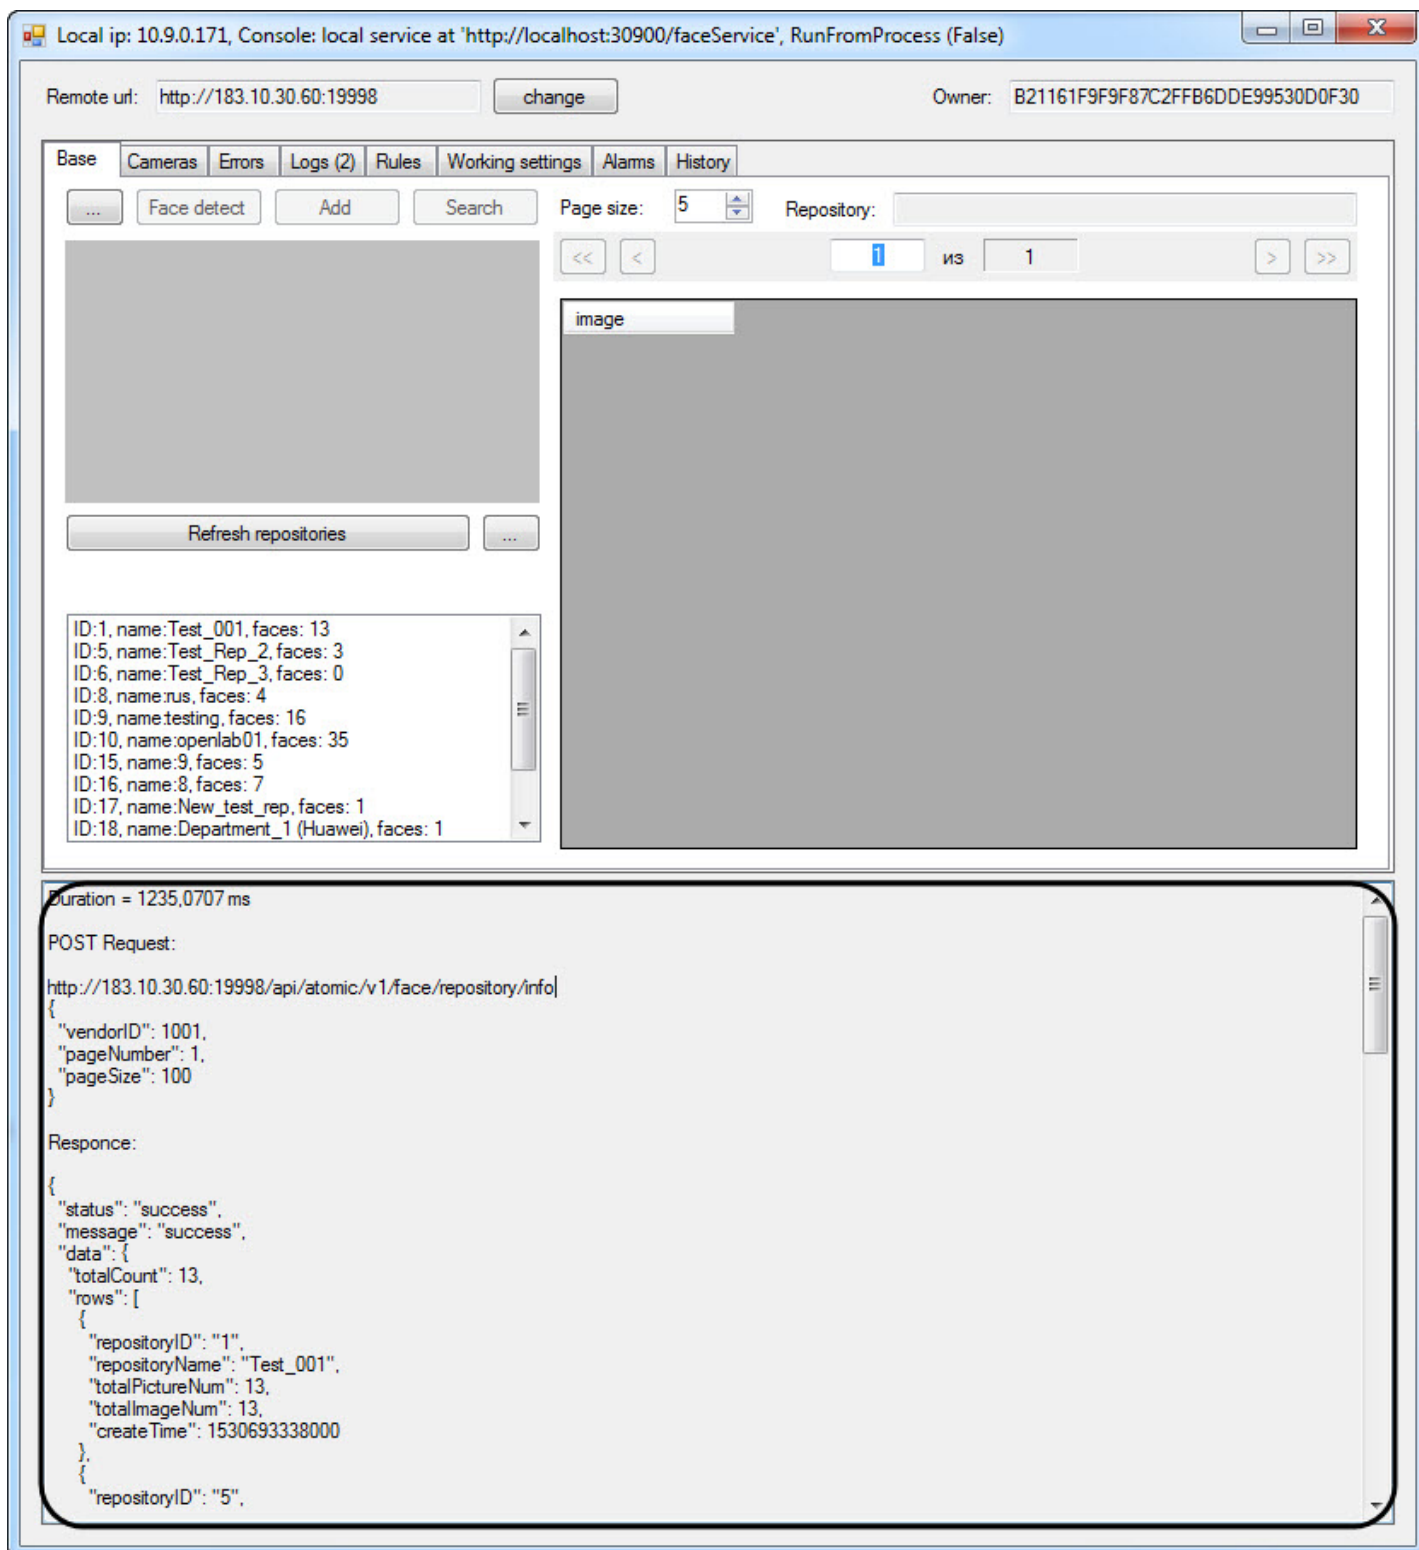 Local ip: 10.9.0.171, Console: local service at 'http://localhost:30900/faceService', RunFromProcess (False)
Remote url: http://183.10.30.60:19998 change Owner: B21161F9F9F87C2FFB6DDE99530D0F30
Base Cameras Errors Logs (2) Rules Working settings Alarms History
... Face detect Add Search Page size: 5 Repository:
<< < 1 из 1 > >>
image
Refresh repositories ...
ID:1, name:Test_001, faces: 13
ID:5, name:Test_Rep_2, faces: 3
ID:6, name:Test_Rep_3, faces: 0
ID:8, name:rus, faces: 4
ID:9, name:testing, faces: 16
ID:10, name:openlab01, faces: 35
ID:15, name:9, faces: 5
ID:16, name:8, faces: 7
ID:17, name:New_test_rep, faces: 1
ID:18, name:Department_1 (Huawei), faces: 1
Duration = 1235,0707 ms
POST Request:
http://183.10.30.60:19998/api/atomic/v1/face/repository/info
{
"vendorID": 1001,
"pageNumber": 1,
"pageSize": 100
}
Responce:
{
"status": "success",
"message": "success",
"data": {
"totalCount": 13,
"rows": [
{
"repositoryID": "1",
"repositoryName": "Test_001",
"totalPictureNum": 13,
"totalImageNum": 13,
"createTime": 1530693338000
},
{
"repositoryID": "5",